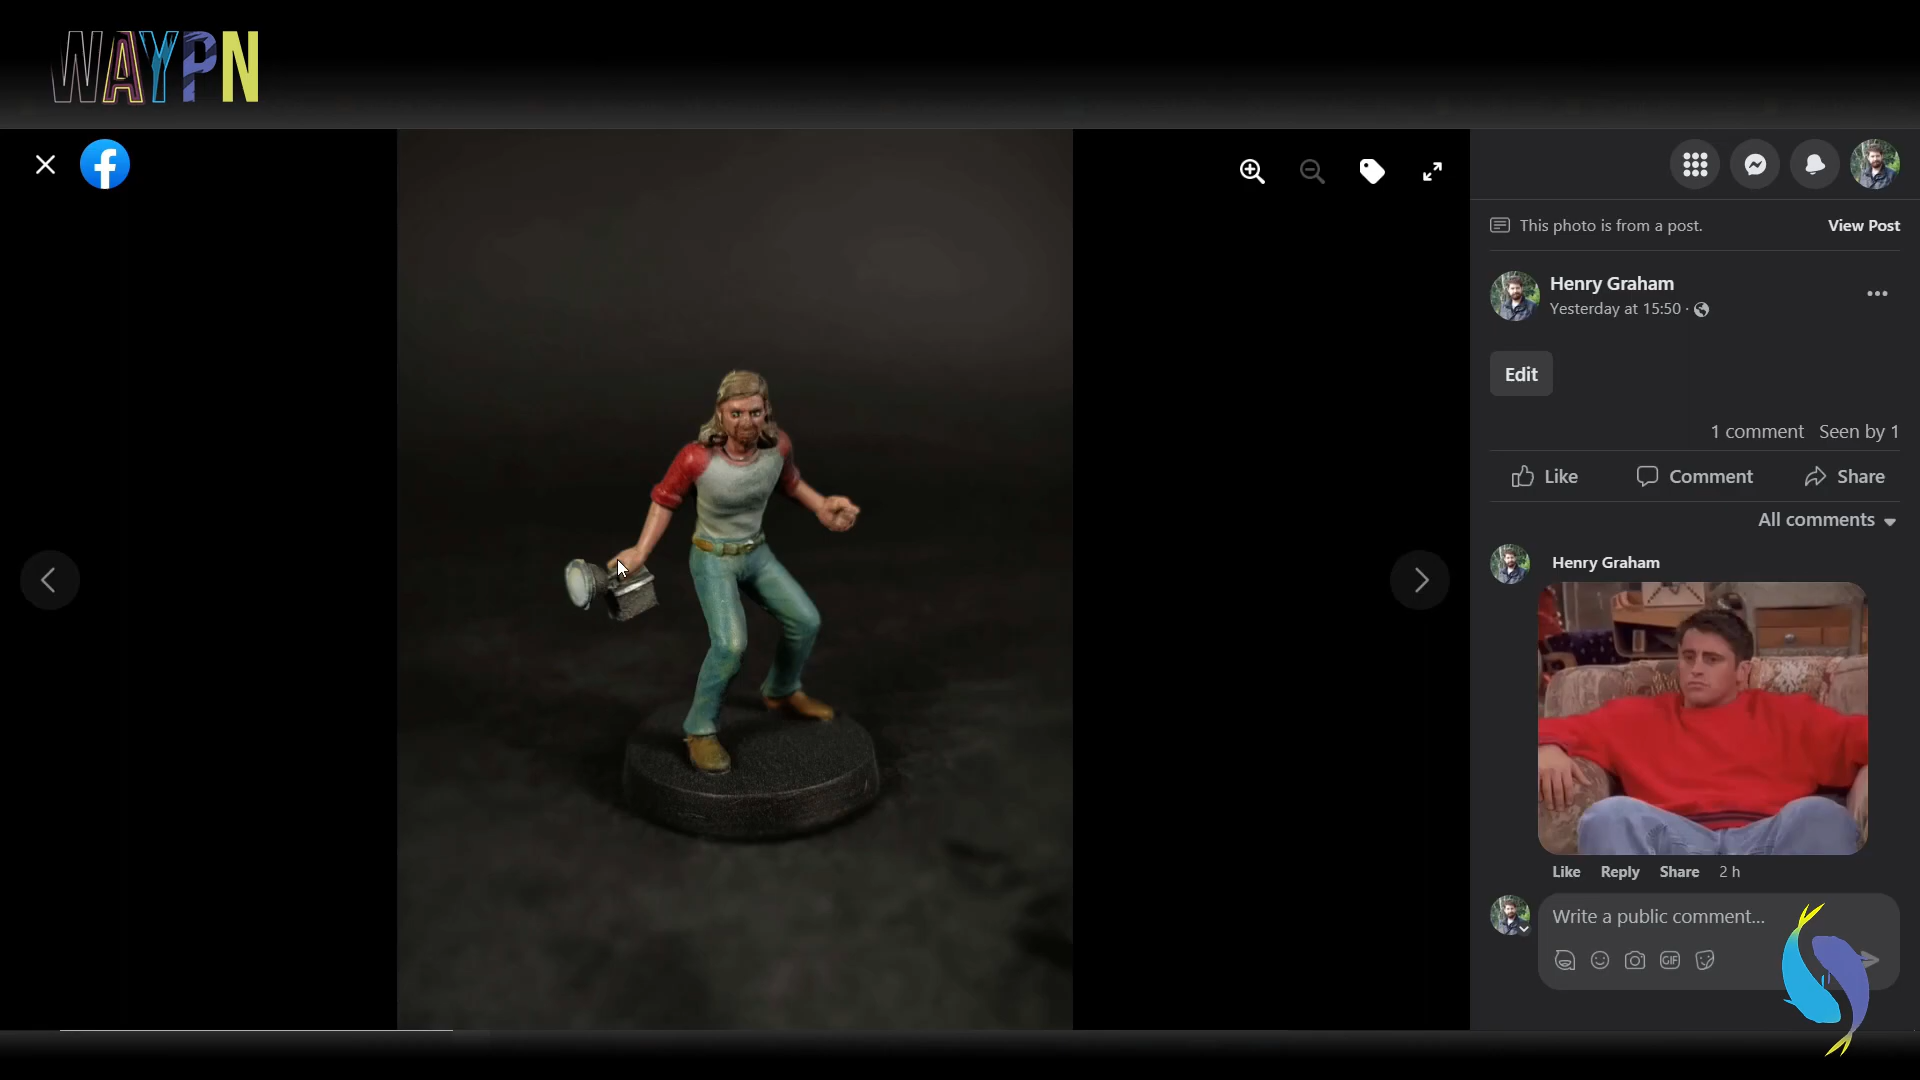 WAYPN
This photo is from a post.
View Post
Henry Graham
Yesterday at 15:50 ·
Edit
1 comment Seen by 1
Like
Comment
Share
All comments
Henry Graham
Like Reply Share 2 h
Write a public comment...
GIF